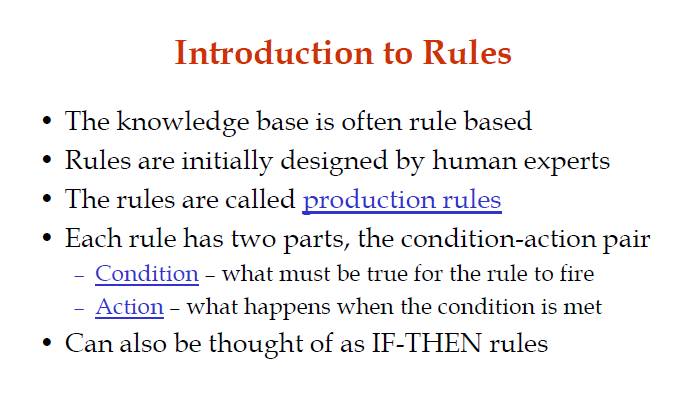 Introduction to Rules
• The knowledge base is often rule based
• Rules are initially designed by human experts
• The rules are called production rules
• Each rule has two parts, the condition-action pair
– Condition – what must be true for the rule to fire
– Action – what happens when the condition is met
• Can also be thought of as IF-THEN rules